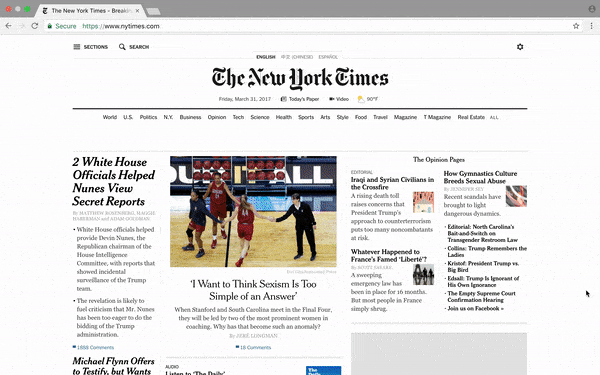 The New York Times - Breaking
Secure https://www.nytimes.com
SECTIONS SEARCH
ENGLISH 中文 (CHINESE) ESPAÑOL
The New York Times
Friday, March 31, 2017 Today's Paper Video 90°F
World U.S. Politics N.Y. Business Opinion Tech Science Health Sports Arts Style Food Travel Magazine T Magazine Real Estate ALL
2 White House
Officials Helped
Nunes View
Secret Reports
By MATTHEW ROSENBERG, MAGGIE
HABERMAN and ADAM GOLDMAN
• White House officials helped
provide Devin Nunes, the
Republican chairman of the
House Intelligence
Committee, with reports that
showed incidental
surveillance of the Trump
team.
• The revelation is likely to
fuel criticism that Mr. Nunes
has been too eager to do the
bidding of the Trump
administration.
1888 Comments
Michael Flynn Offers
to Testify, but Wants
'I Want to Think Sexism Is Too
Simple of an Answer'
When Stanford and South Carolina meet in the Final Four,
they will be led by two of the most prominent women in
coaching. Why has that become such an anomaly?
By JERÉ LONGMAN
16 Comments
AUDIO
Listen to 'The Daily'
The Opinion Pages
EDITORIAL
Iraqi and Syrian Civilians in
the Crossfire
A rising death toll
raises concerns that
President Trump's
approach to
counterterrorism
puts too many noncombatants
at risk.
Whatever Happened to
France's Famed 'Liberté'?
A sweeping
emergency law has
been in place for 16 months.
But most people in France
simply shrug.
How Gymnastics Culture
Breeds Sexual Abuse
By JENNIFER SEY
Recent scandals have
brought to light
dangerous dynamics.
• Editorial: North Carolina's
Bait-and-Switch on
Transgender Restroom Law
• Collins: Trump Remembers the
Ladies
• Kristof: President Trump vs.
Big Bird
• Edsall: Trump Is Ignorant of
His Own Ignorance
• The Empty Supreme Court
Confirmation Hearing
• Join us on Facebook »